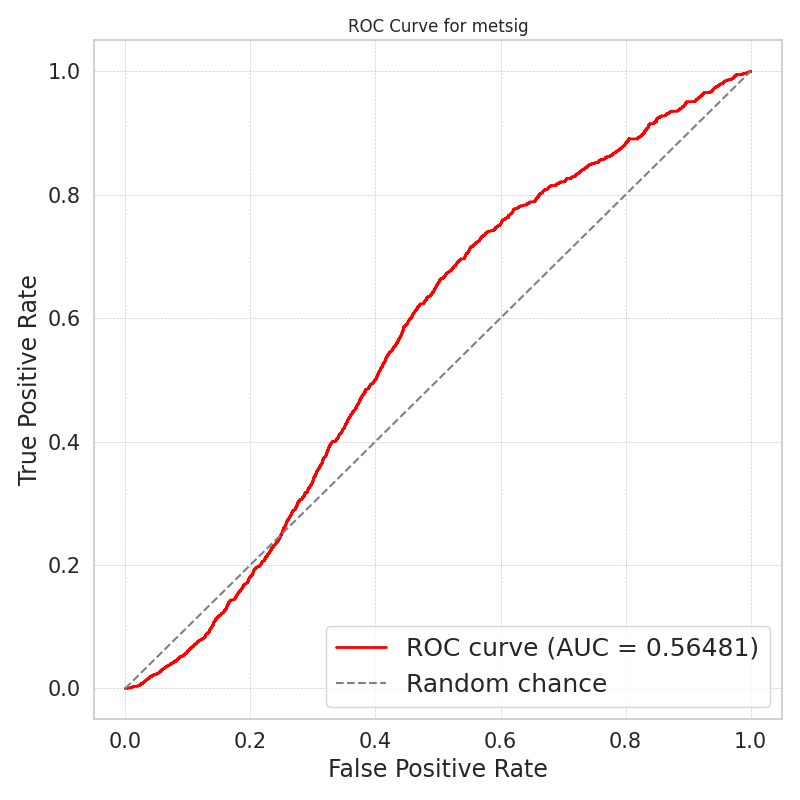 ROC Curve for metsig
1.0
0.8
0.6
0.4
0.2
0.0
True Positive Rate
ROC curve (AUC = 0.56481)
Random chance
0.0 0.2 0.4 0.6 0.8 1.0
False Positive Rate